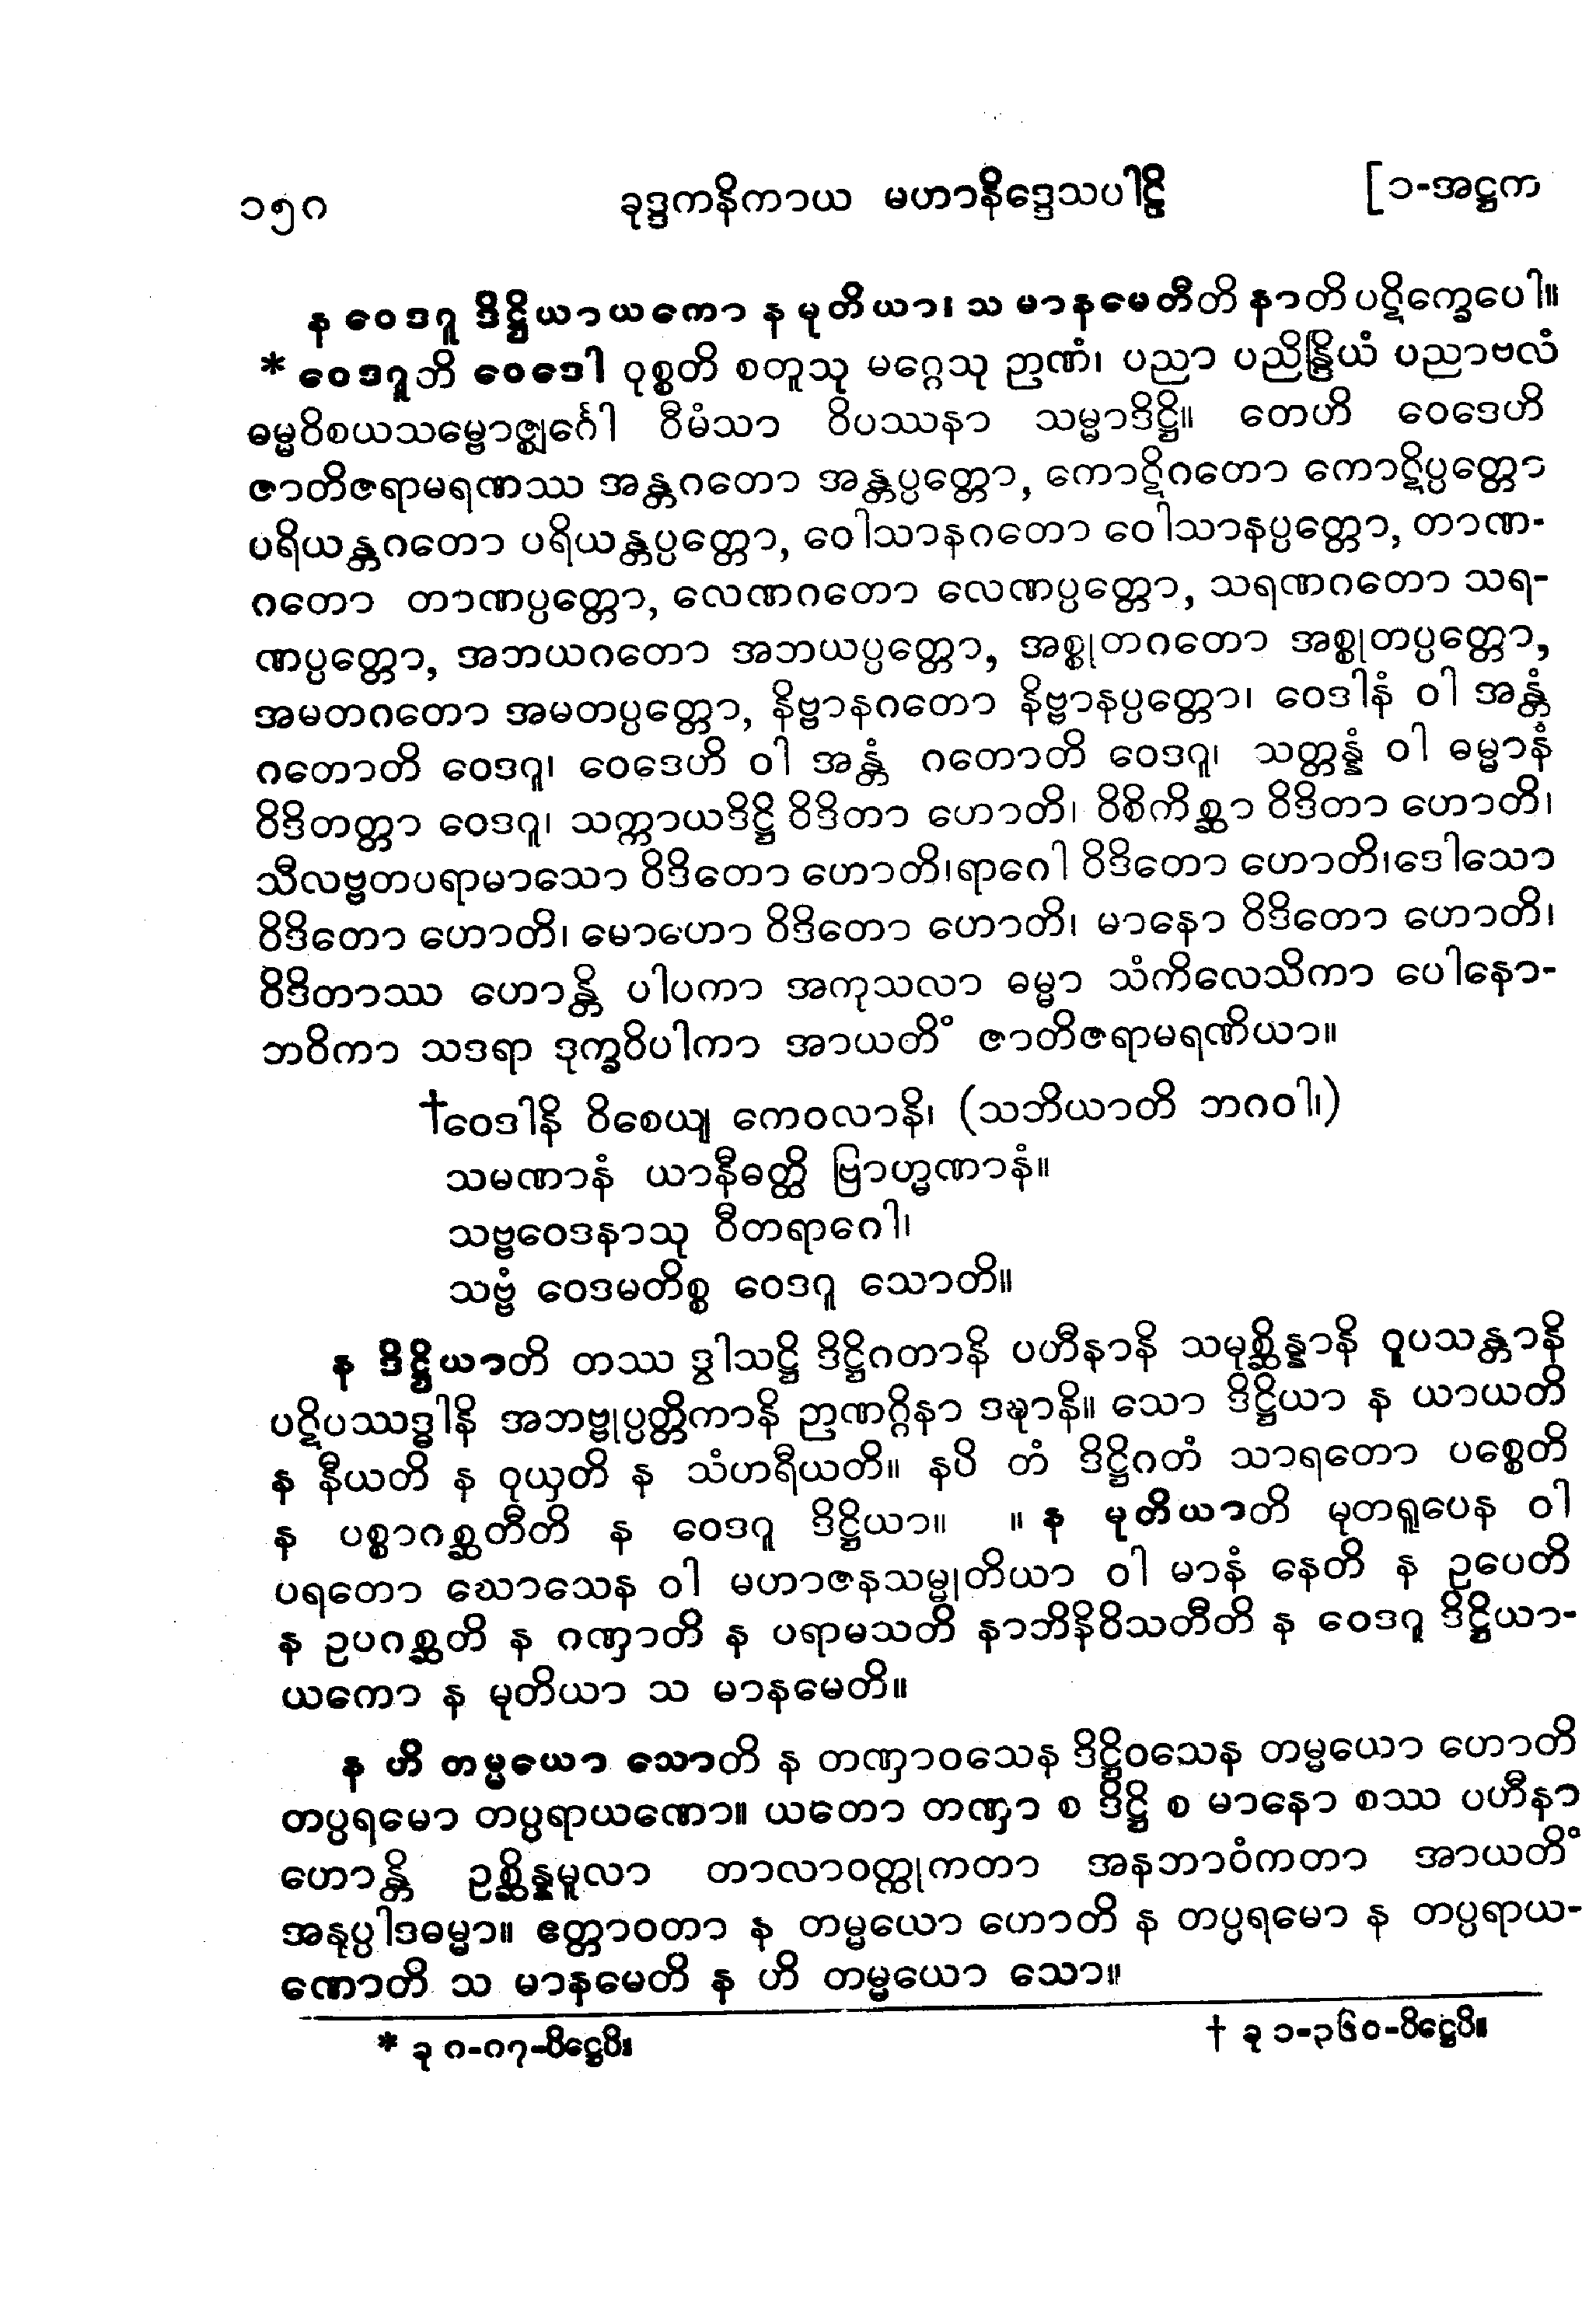 ၁၅၈ ခုဒ္ဒကနိကာယ မဟာနိဒ္ဒေသပါဠိ [၁-အဋ္ဌက
န ဝေဒဂူ ဒိဋ္ဌိယာယကော န မုတိယာ၊ သ မာနမေတီတိ နာတိ ပဋိက္ခေပေါ။
* ဝေဒဂူတိ ဝေဒေါ ဝုစ္စတိ စတူသု မဂ္ဂေသု ဉာဏံ၊ ပညာ ပညိန္ဒြိယံ ပညာဗလံ
ဓမ္မဝိစယသမ္ဗောဇ္ဈင်္ဂေါ ဝီမံသာ ဝိပဿနာ သမ္မာဒိဋ္ဌိ။ တေဟိ ဝေဒေဟိ
ဇာတိဇရာမရဏဿ အန္တဂတော အန္တပ္ပတ္တော, ကောဋိဂတော ကောဋိပ္ပတ္တော
ပရိယန္တဂတော ပရိယန္တပ္ပတ္တော, ဝေါသာနဂတော ဝေါသာနပ္ပတ္တော, တာဏ-
ဂတော တာဏပ္ပတ္တော, လေဏဂတော လေဏပ္ပတ္တော, သရဏဂတော သရ-
ဏပ္ပတ္တော, အဘယဂတော အဘယပ္ပတ္တော, အစ္စုတဂတော အစ္စုတပ္ပတ္တော,
အမတဂတော အမတပ္ပတ္တော, နိဗ္ဗာနဂတော နိဗ္ဗာနပ္ပတ္တော၊ ဝေဒါနံ ဝါ အန္တံ
ဂတောတိ ဝေဒဂူ၊ ဝေဒေဟိ ဝါ အန္တံ ဂတောတိ ဝေဒဂူ၊ သတ္တန္နံ ဝါ ဓမ္မာနံ
ဝိဒိတတ္တာ ဝေဒဂူ၊ သက္ကာယဒိဋ္ဌိ ဝိဒိတာ ဟောတိ၊ ဝိစိကိစ္ဆာ ဝိဒိတာ ဟောတိ၊
သီလဗ္ဗတပရာမာသော ဝိဒိတော ဟောတိ၊ရာဂေါ ဝိဒိတော ဟောတိ၊ဒေါသော
ဝိဒိတော ဟောတိ၊ မောဟော ဝိဒိတော ဟောတိ၊ မာနော ဝိဒိတော ဟောတိ၊
ဝိဒိတာဿ ဟောန္တိ ပါပကာ အကုသလာ ဓမ္မာ သံကိလေသိကာ ပေါနော-
ဘဝိကာ သဒရာ ဒုက္ခဝိပါကာ အာယတိံ ဇာတိဇရာမရဏိယာ။
†ဝေဒါနိ ဝိစေယျ ကေဝလာနိ၊ (သဘိယာတိ ဘဂဝါ၊)
သမဏာနံ ယာနီဓတ္ထိ ဗြာဟ္မဏာနံ။
သဗ္ဗဝေဒနာသု ဝီတရာဂေါ၊
သဗ္ဗံ ဝေဒမတိစ္စ ဝေဒဂူ သောတိ။
န ဒိဋ္ဌိယာတိ တဿ ဒွါသဋ္ဌိ ဒိဋ္ဌိဂတာနိ ပဟီနာနိ သမုစ္ဆိန္နာနိ ဝူပသန္တာနိ
ပဋိပဿဒ္ဓါနိ အဘဗ္ဗုပ္ပတ္တိကာနိ ဉာဏဂ္ဂိနာ ဒဍ္ဎာနိ။ သော ဒိဋ္ဌိယာ န ယာယတိ
န နီယတိ န ဝုယှတိ န သံဟရီယတိ။ နပိ တံ ဒိဋ္ဌိဂတံ သာရတော ပစ္စေတိ
န ပစ္စာဂစ္ဆတီတိ န ဝေဒဂူ ဒိဋ္ဌိယာ။ ။ န မုတိယာတိ မုတရူပေန ဝါ
ပရတော ဃောသေန ဝါ မဟာဇနသမ္မုတိယာ ဝါ မာနံ နေတိ န ဥပေတိ
န ဥပဂစ္ဆတိ န ဂဏှာတိ န ပရာမသတိ နာဘိနိဝိသတီတိ န ဝေဒဂူ ဒိဋ္ဌိယာ-
ယကော န မုတိယာ သ မာနမေတိ။
န ဟိ တမ္မယော သောတိ န တဏှာဝသေန ဒိဋ္ဌိဝသေန တမ္မယော ဟောတိ
တပ္ပရမော တပ္ပရာယဏော။ ယတော တဏှာ စ ဒိဋ္ဌိ စ မာနော စဿ ပဟီနာ
ဟောန္တိ ဥစ္ဆိန္နမူလာ တာလာဝတ္ထုကတာ အနဘာဝံကတာ အာယတိံ
အနုပ္ပါဒဓမ္မာ။ ဧတ္တာဝတာ န တမ္မယော ဟောတိ န တပ္ပရမော န တပ္ပရာယ-
ဏောတိ သ မာနမေတိ န ဟိ တမ္မယော သော။
* ခု ၈-၈၇-ပိဋ္ဌေပိ။ † ခု ၁-၃၆၀-ပိဋ္ဌေပိ။